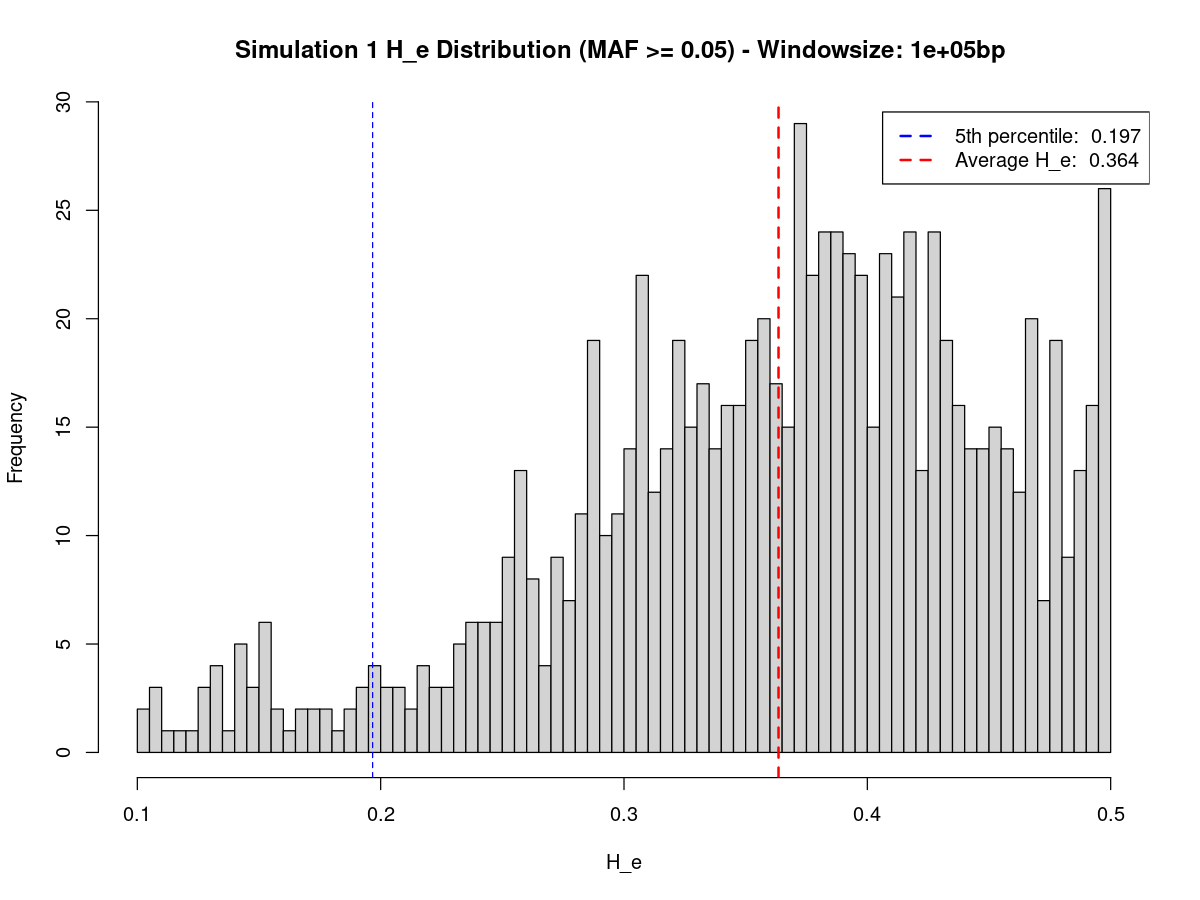 Simulation 1 H_e Distribution (MAF >= 0.05) - Windowsize: 1e+05bp
5th percentile: 0.197
Average H_e: 0.364
Frequency
30
25
20
15
10
5
0
0.1 0.2 0.3 0.4 0.5
H_e